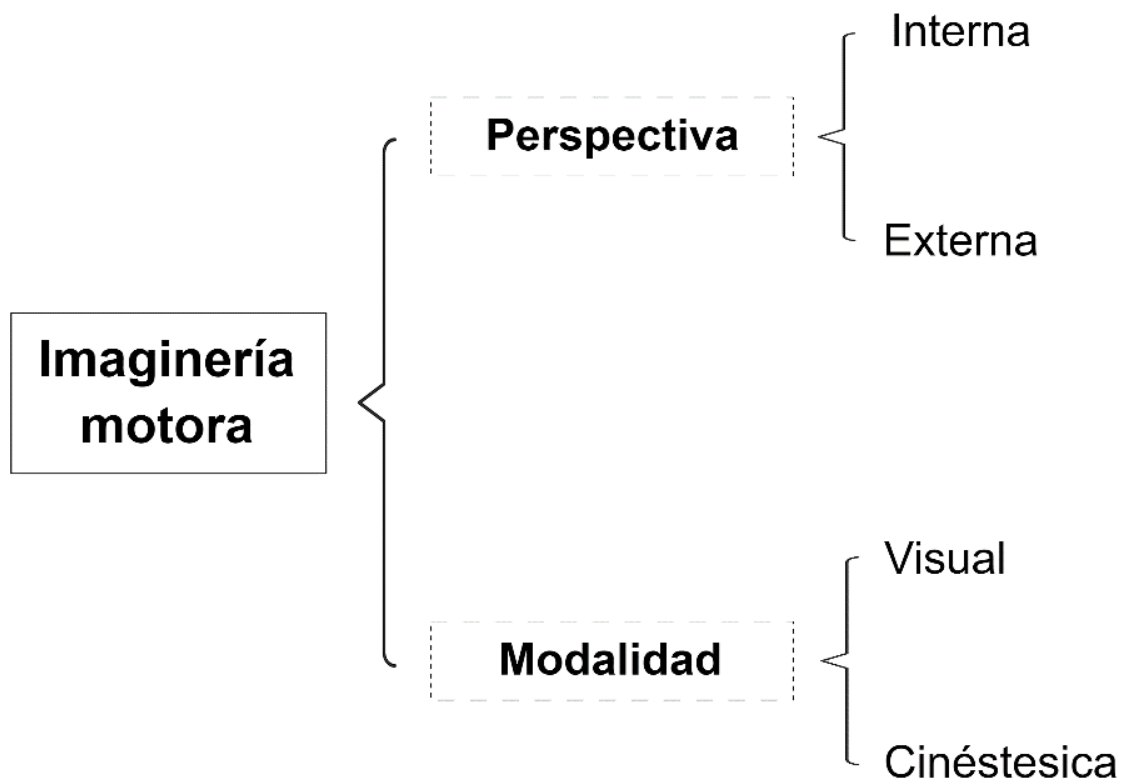 Interna
Perspectiva
Externa
Imaginería
motora
Visual
Modalidad
Cinéstesica